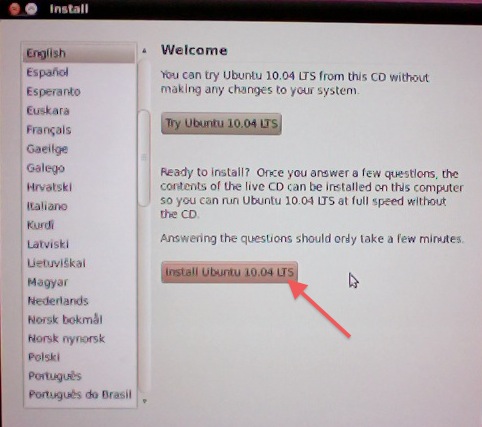 Install
English
Español
Esperanto
Euskara
Français
Gaeilge
Galego
Hrvatski
Italiano
Kurdî
Latviski
Lietuviškai
Magyar
Nederlands
Norsk bokmål
Norsk nynorsk
Polski
Português
Português do Brasil
Welcome
You can try Ubuntu 10.04 LTS from this CD without
making any changes to your system.
Try Ubuntu 10.04 LTS
Ready to install? Once you answer a few questions, the
contents of the live CD can be installed on this computer
so you can run Ubuntu 10.04 LTS at full speed without
the CD.
Answering the questions should only take a few minutes.
Install Ubuntu 10.04 LTS